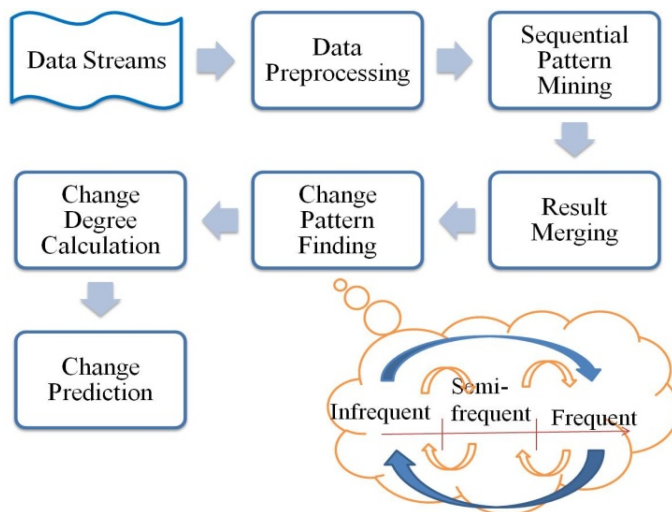 Data Streams
Data
Preprocessing
Sequential
Pattern
Mining
Change
Degree
Calculation
Change
Pattern
Finding
Result
Merging
Change
Prediction
Semi-
Infrequent frequent Frequent